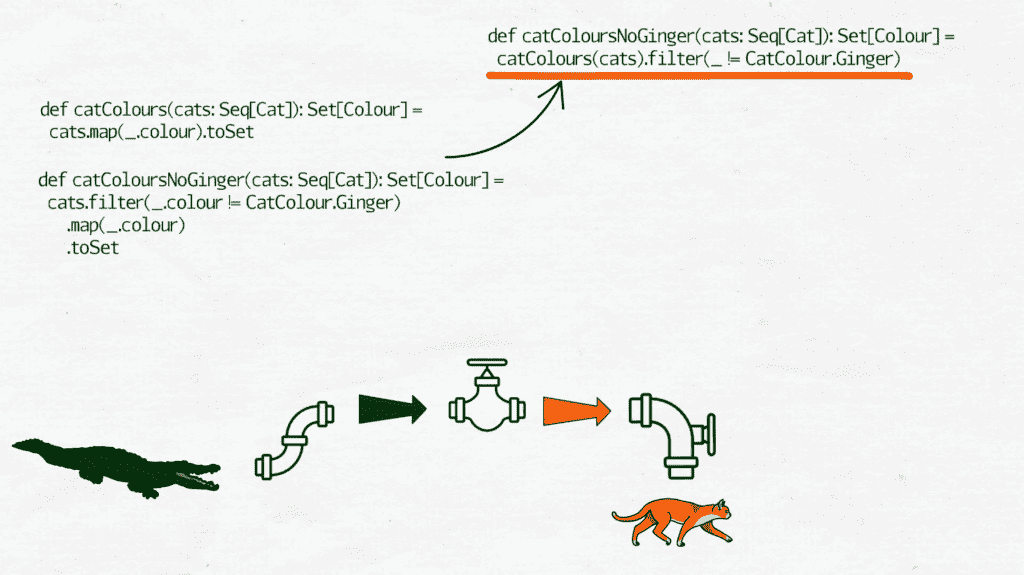 def catColoursNoGinger(cats: Seq[Cat]): Set[Colour] =
catColours(cats).filter(_ != CatColour.Ginger)
def catColours(cats: Seq[Cat]): Set[Colour] =
cats.map(_.colour).toSet
def catColoursNoGinger(cats: Seq[Cat]): Set[Colour] =
cats.filter(_.colour != CatColour.Ginger)
.map(_.colour)
.toSet